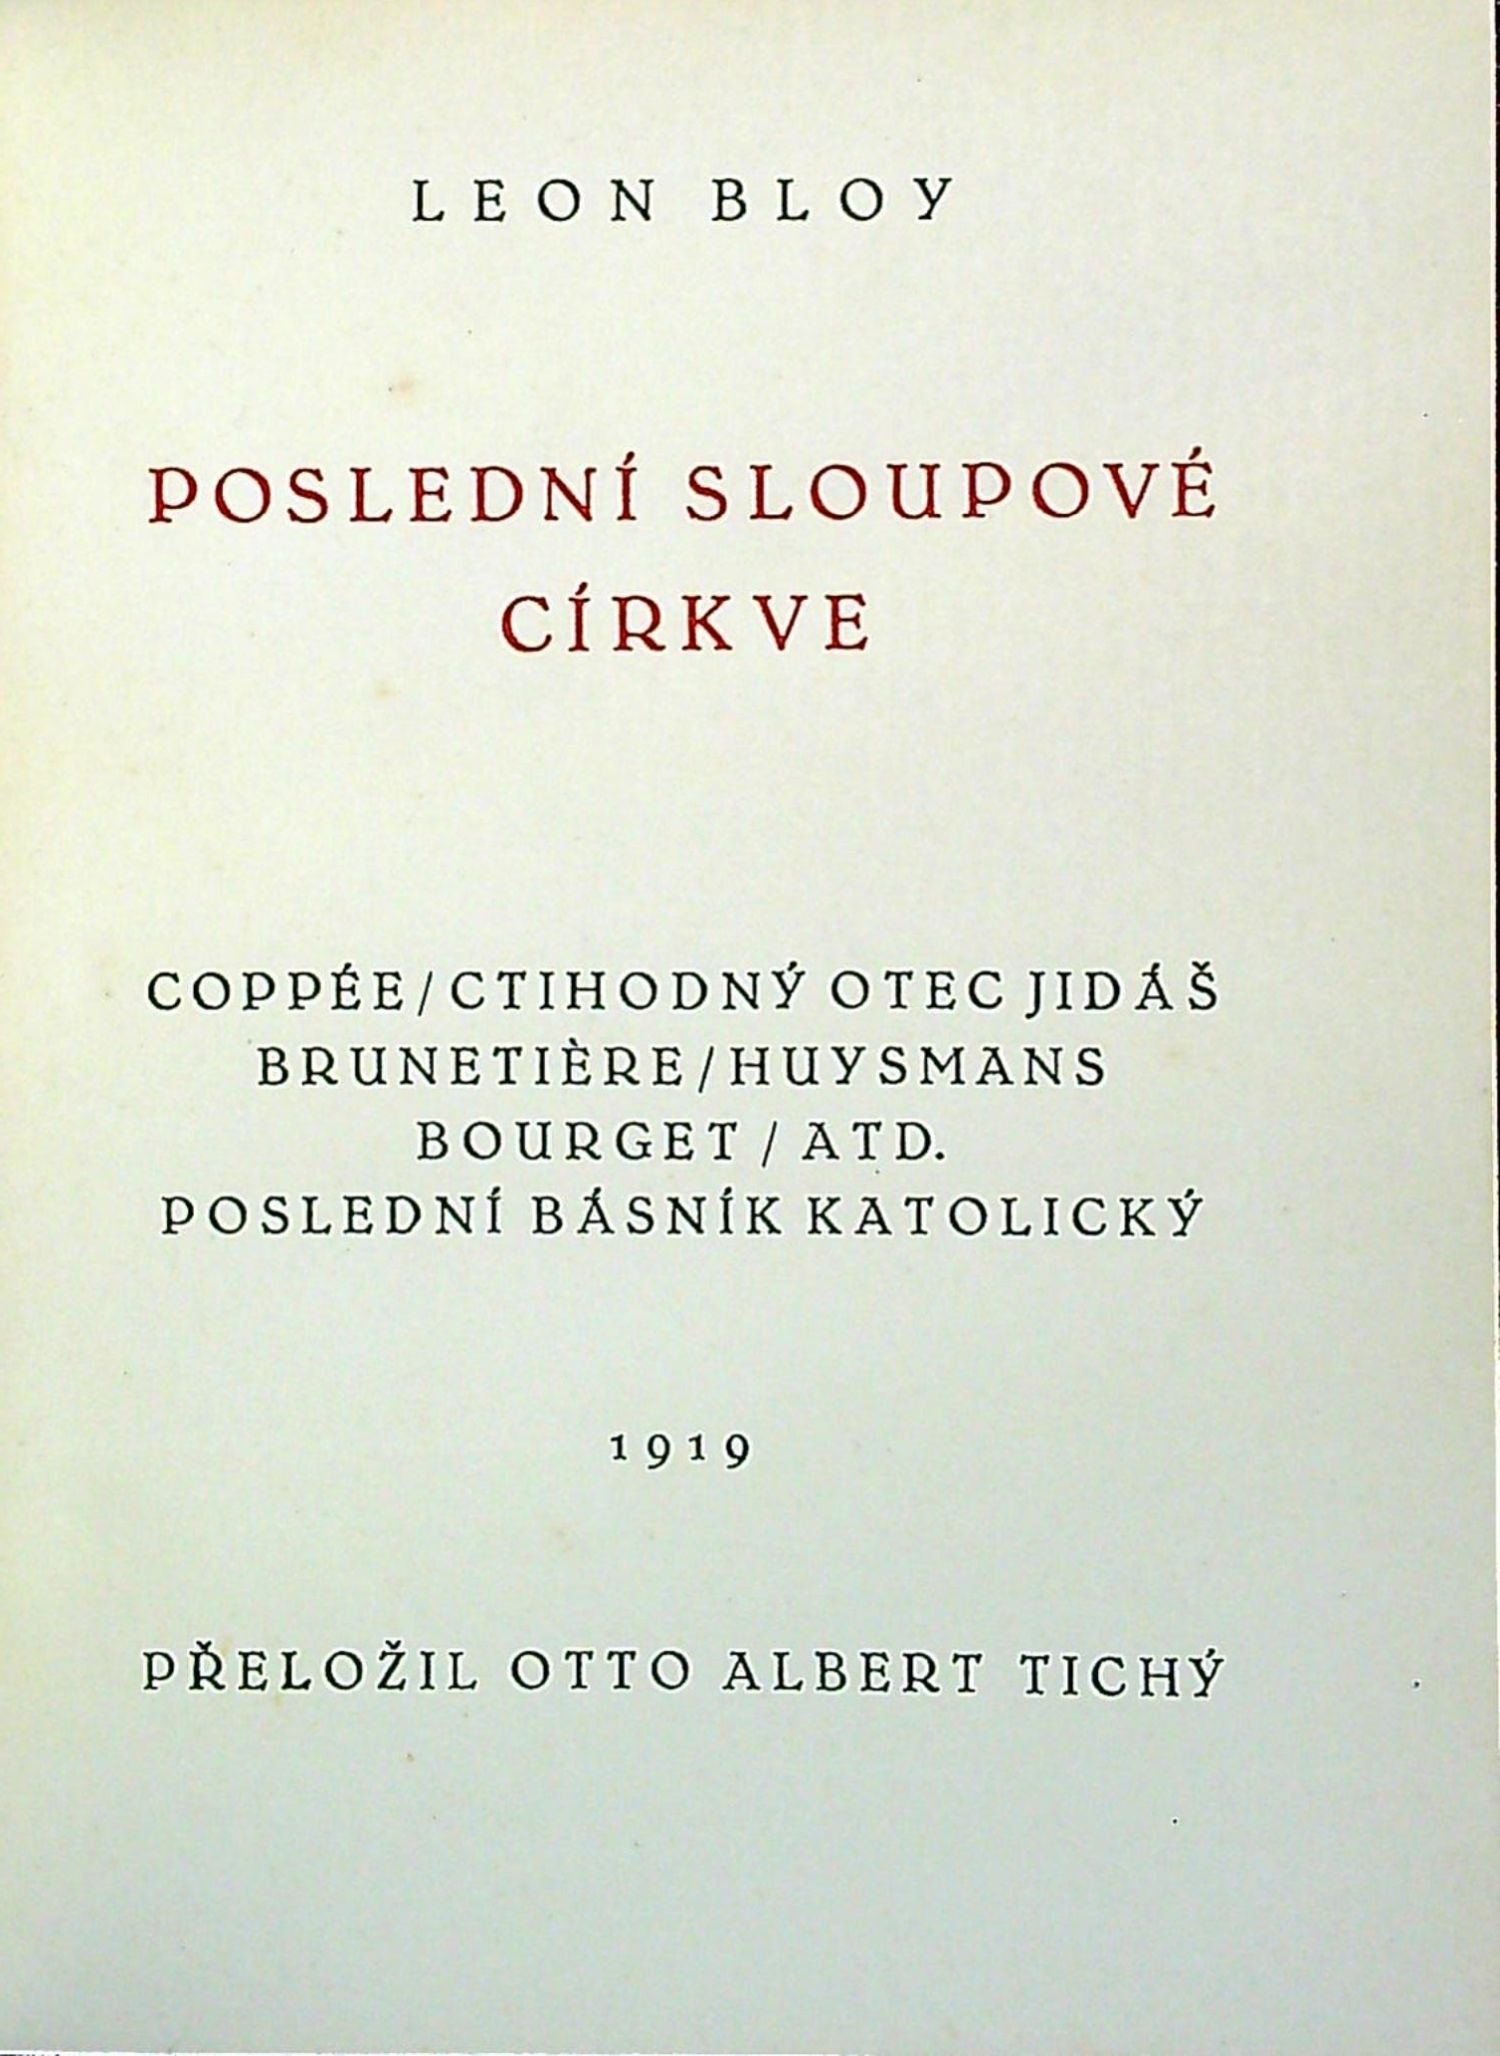 LEON BLOY
POSLEDNÍ SLOUPOVÉ
CÍRKVE
COPPÉE/CTIHODNÝ OTEC JIDÁŠ
BRUNETIÈRE/HUYSMANS
BOURGET / ATD.
POSLEDNÍ BÁSNÍK KATOLICKÝ
1919
PŘELOŽIL OTTO ALBERT TICHÝ